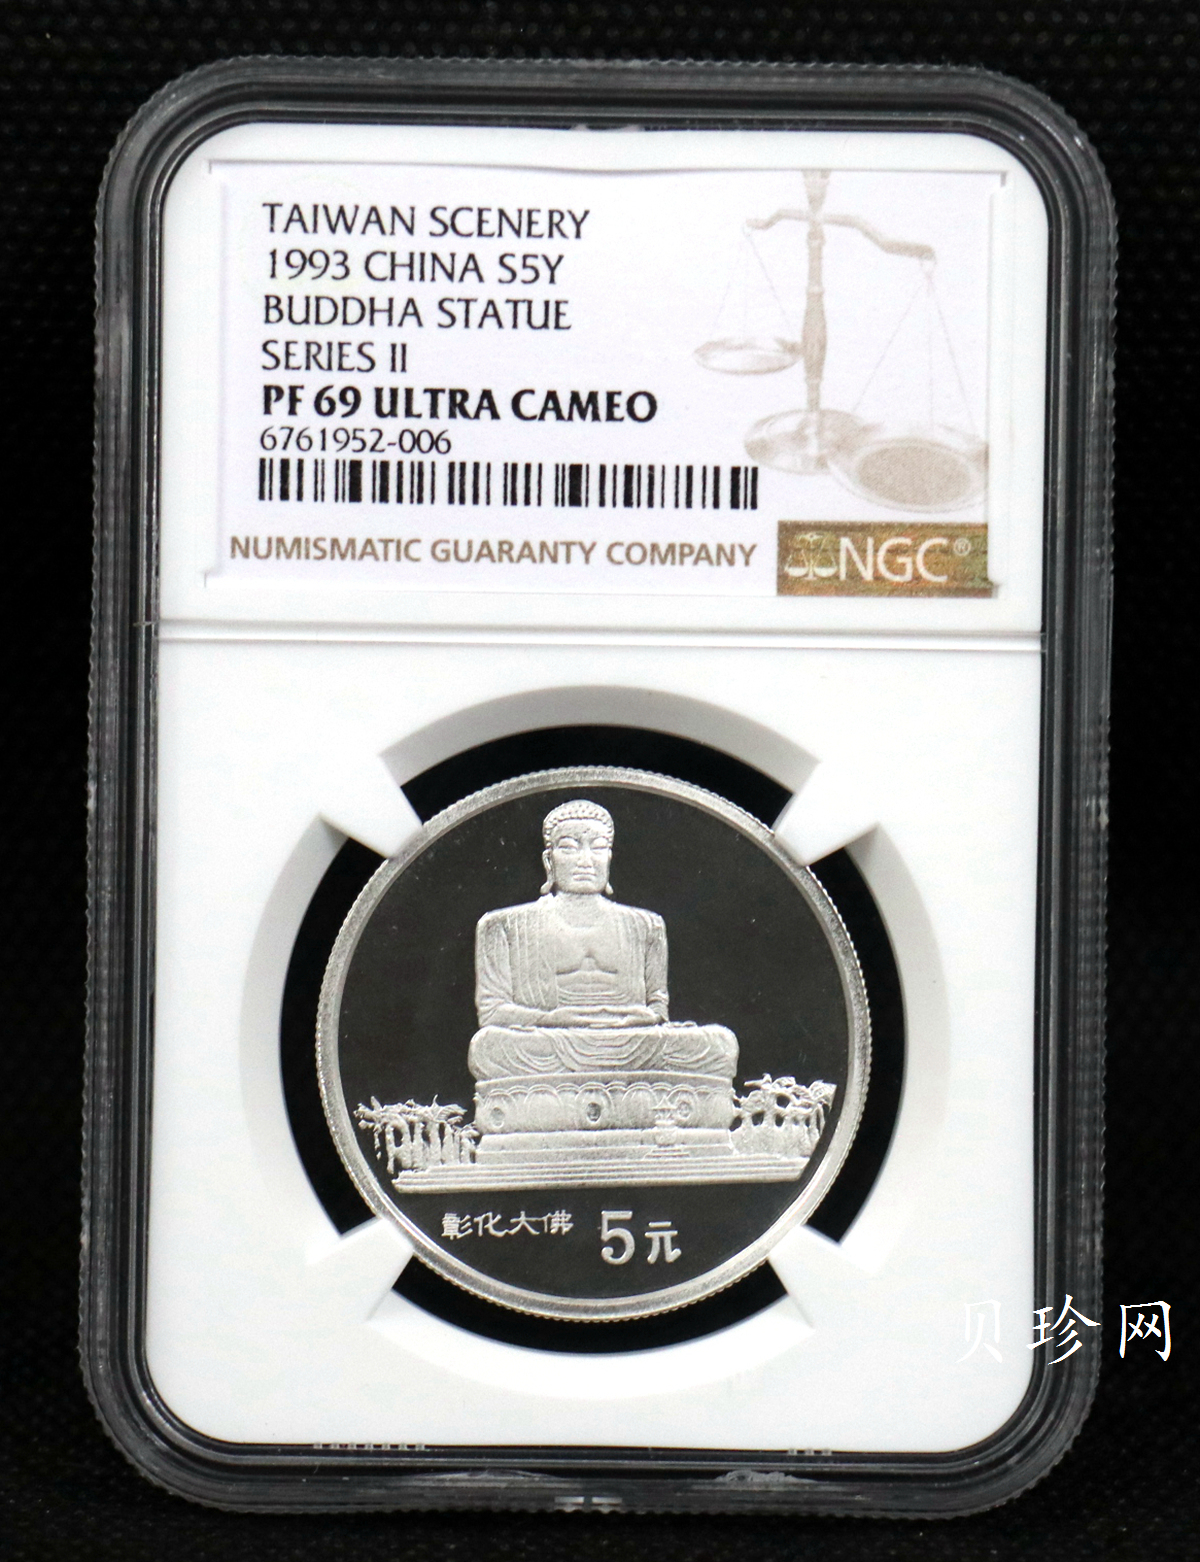 TAIWAN SCENERY
1993 CHINA S5Y
BUDDHA STATUE
SERIES II
PF 69 ULTRA CAMEO
6761952-006
NUMISMATIC GUARANTY COMPANY
NGC®
彰化大佛 5元
贝珍网